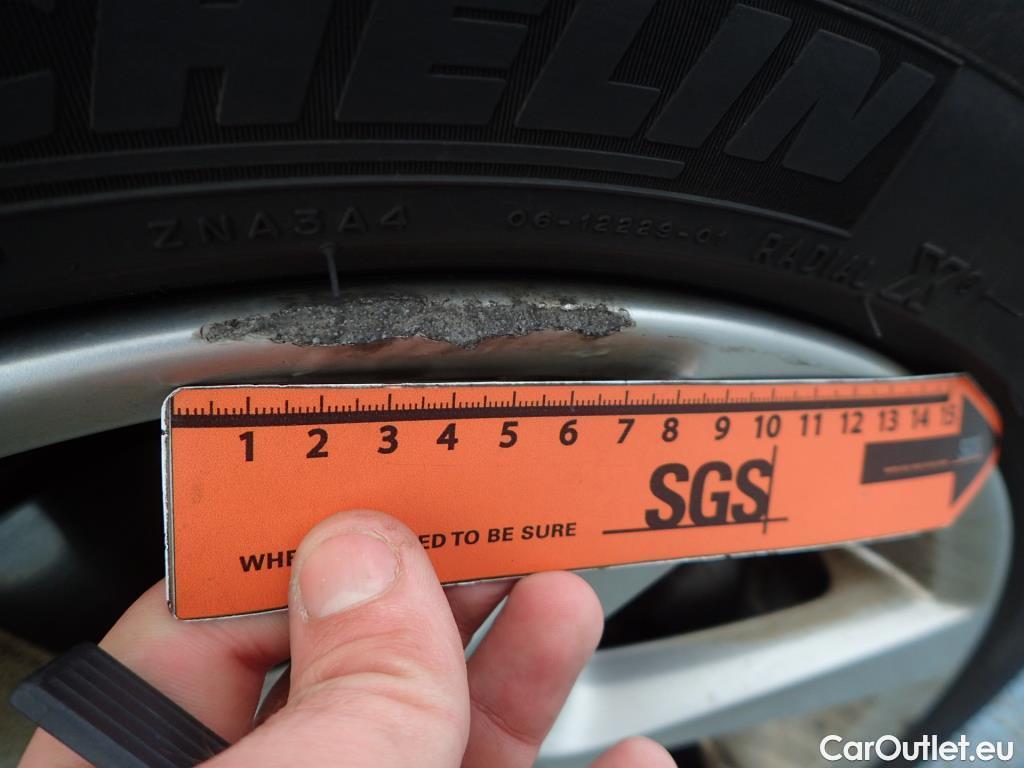 CHELIN
ZNA3A4 06-12229-01 RADIAL X
1 2 3 4 5 6 7 8 9 10 11 12 13 14 15
SGS
WHE ED TO BE SURE
CarOutlet.eu